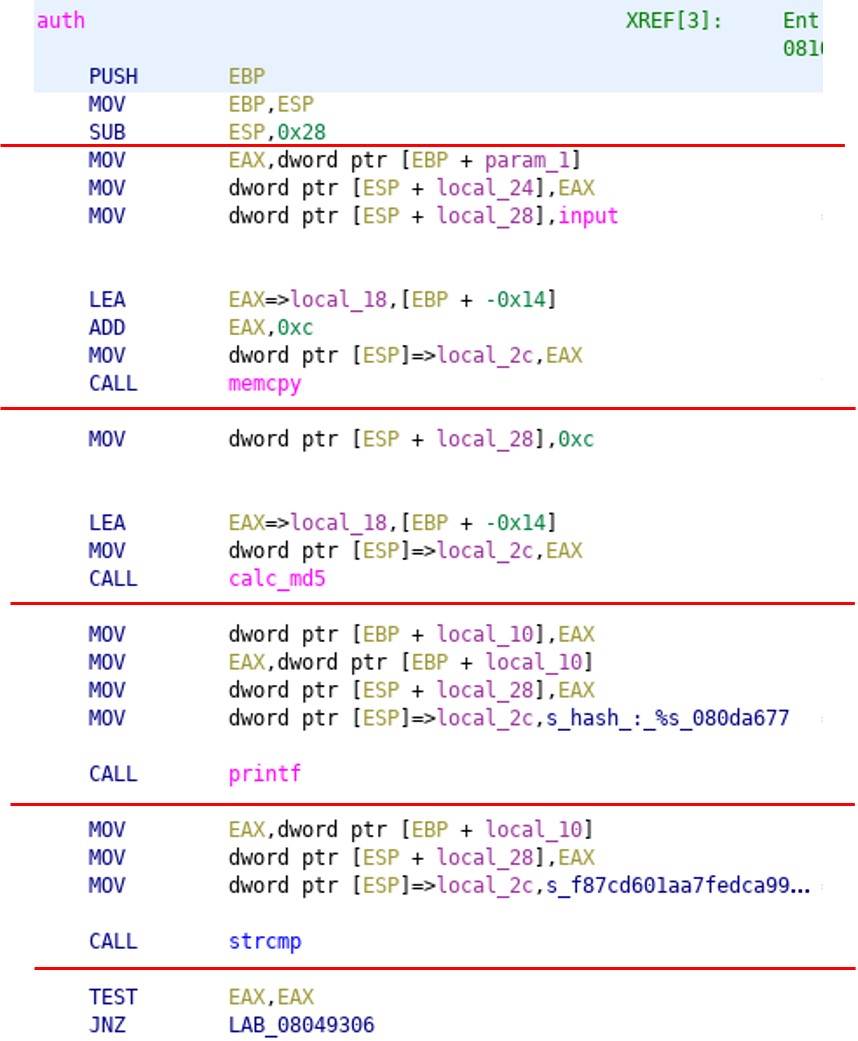 auth XREF[3]: Ent
081
PUSH EBP
MOV EBP,ESP
SUB ESP,0x28
MOV EAX,dword ptr [EBP + param_1]
MOV dword ptr [ESP + local_24],EAX
MOV dword ptr [ESP + local_28],input
LEA EAX=>local_18,[EBP + -0x14]
ADD EAX,0xc
MOV dword ptr [ESP]=>local_2c,EAX
CALL memcpy
MOV dword ptr [ESP + local_28],0xc
LEA EAX=>local_18,[EBP + -0x14]
MOV dword ptr [ESP]=>local_2c,EAX
CALL calc_md5
MOV dword ptr [EBP + local_10],EAX
MOV EAX,dword ptr [EBP + local_10]
MOV dword ptr [ESP + local_28],EAX
MOV dword ptr [ESP]=>local_2c,s_hash_:_%s_080da677
CALL printf
MOV EAX,dword ptr [EBP + local_10]
MOV dword ptr [ESP + local_28],EAX
MOV dword ptr [ESP]=>local_2c,s_f87cd601aa7fedca99...
CALL strcmp
TEST EAX,EAX
JNZ LAB_08049306